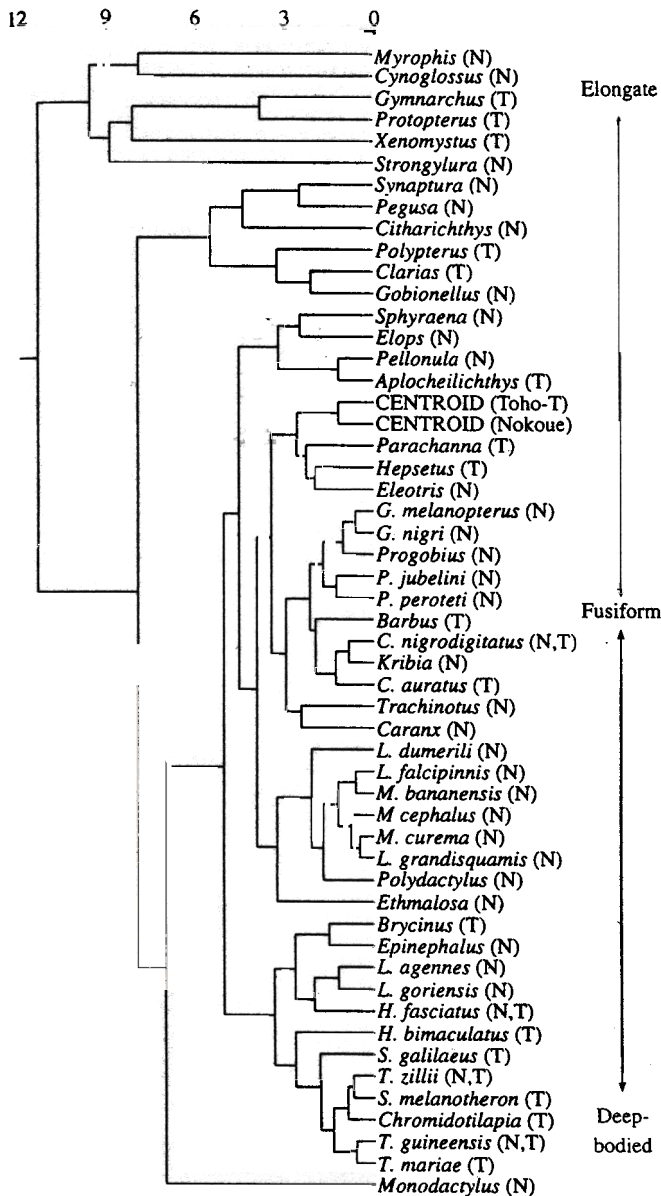 12 9 6 3 0
Myrophis (N)
Cynoglossus (N)
Elongate
Gymnarchus (T)
Protopterus (T)
Xenomystus (T)
Strongylura (N)
Synaptura (N)
Pegusa (N)
Citharichthys (N)
Polypterus (T)
Clarias (T)
Gobionellus (N)
Sphyraena (N)
Elops (N)
Pellonula (N)
Aplocheilichthys (T)
CENTROID (Toho-T)
CENTROID (Nokoue)
Parachanna (T)
Hepsetus (T)
Eleotris (N)
G. melanopterus (N)
G. nigri (N)
Progobius (N)
P. jubelini (N)
P. peroteti (N)
Fusiform
Barbus (T)
C. nigrodigitatus (N,T)
Kribia (N)
C. auratus (T)
Trachinotus (N)
Caranx (N)
L. dumerili (N)
L. falcipinnis (N)
M. bananensis (N)
M cephalus (N)
M. curema (N)
L. grandisquamis (N)
Polydactylus (N)
Ethmalosa (N)
Brycinus (T)
Epinephalus (N)
L. agennes (N)
L. goriensis (N)
H. fasciatus (N,T)
H. bimaculatus (T)
S. galilaeus (T)
T. zillii (N,T)
S. melanotheron (T)
Chromidotilapia (T)
Deep-
bodied
T. guineensis (N,T)
T. mariae (T)
Monodactylus (N)